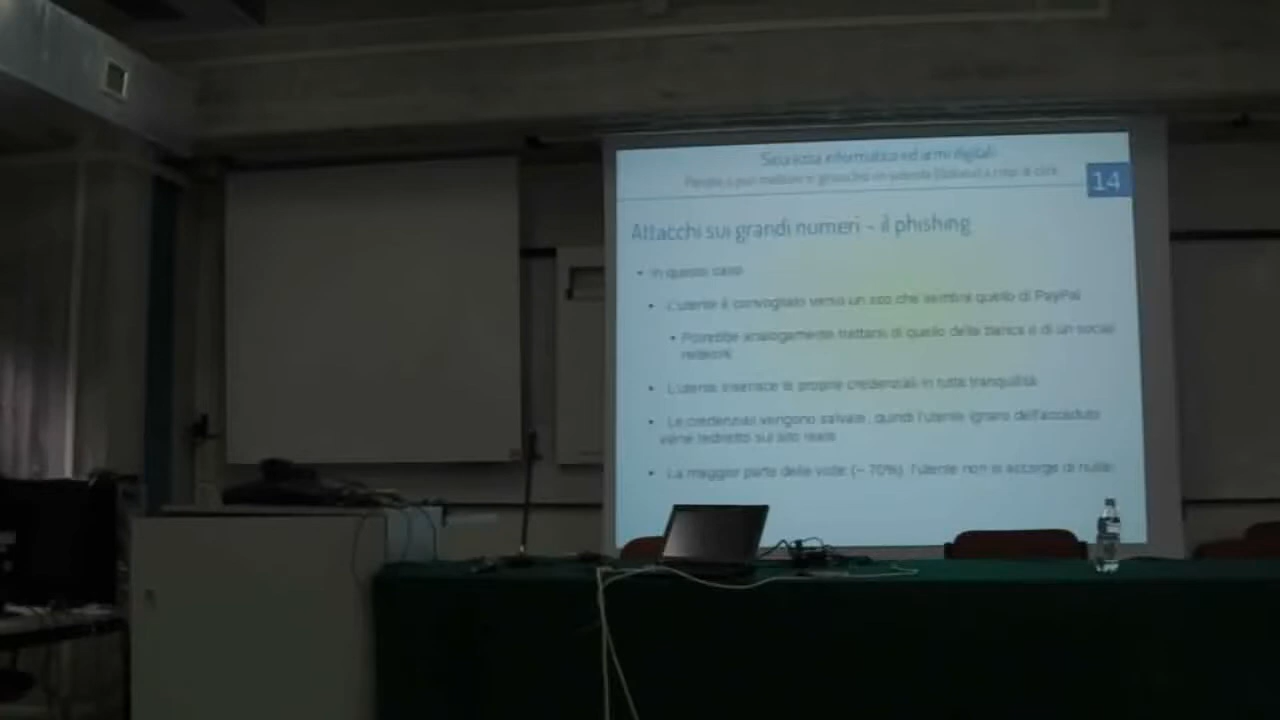 Sicurezza informatica ed armi digitali
14
Attacchi sui grandi numeri – il phishing
• In questo caso
• L'utente è convogliato verso un sito che sembra quello di PayPal
• Potrebbe analogamente trattarsi di quello della banca o di un social
network
• L'utente inserisce le proprie credenziali in tutta tranquillità
• Le credenziali vengono salvate, quindi l'utente ignaro dell'accaduto
viene rediretto sul sito reale
• La maggior parte delle volte (~ 70%) l'utente non si accorge di nulla